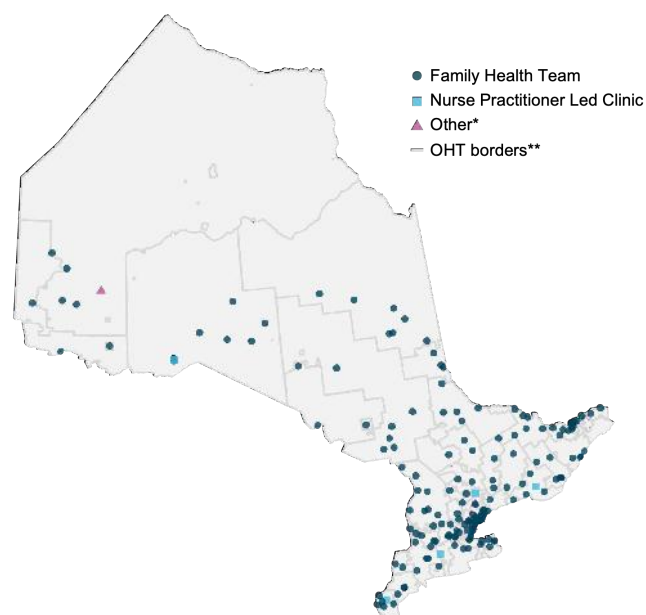 Family Health Team
Nurse Practitioner Led Clinic
Other*
OHT borders**